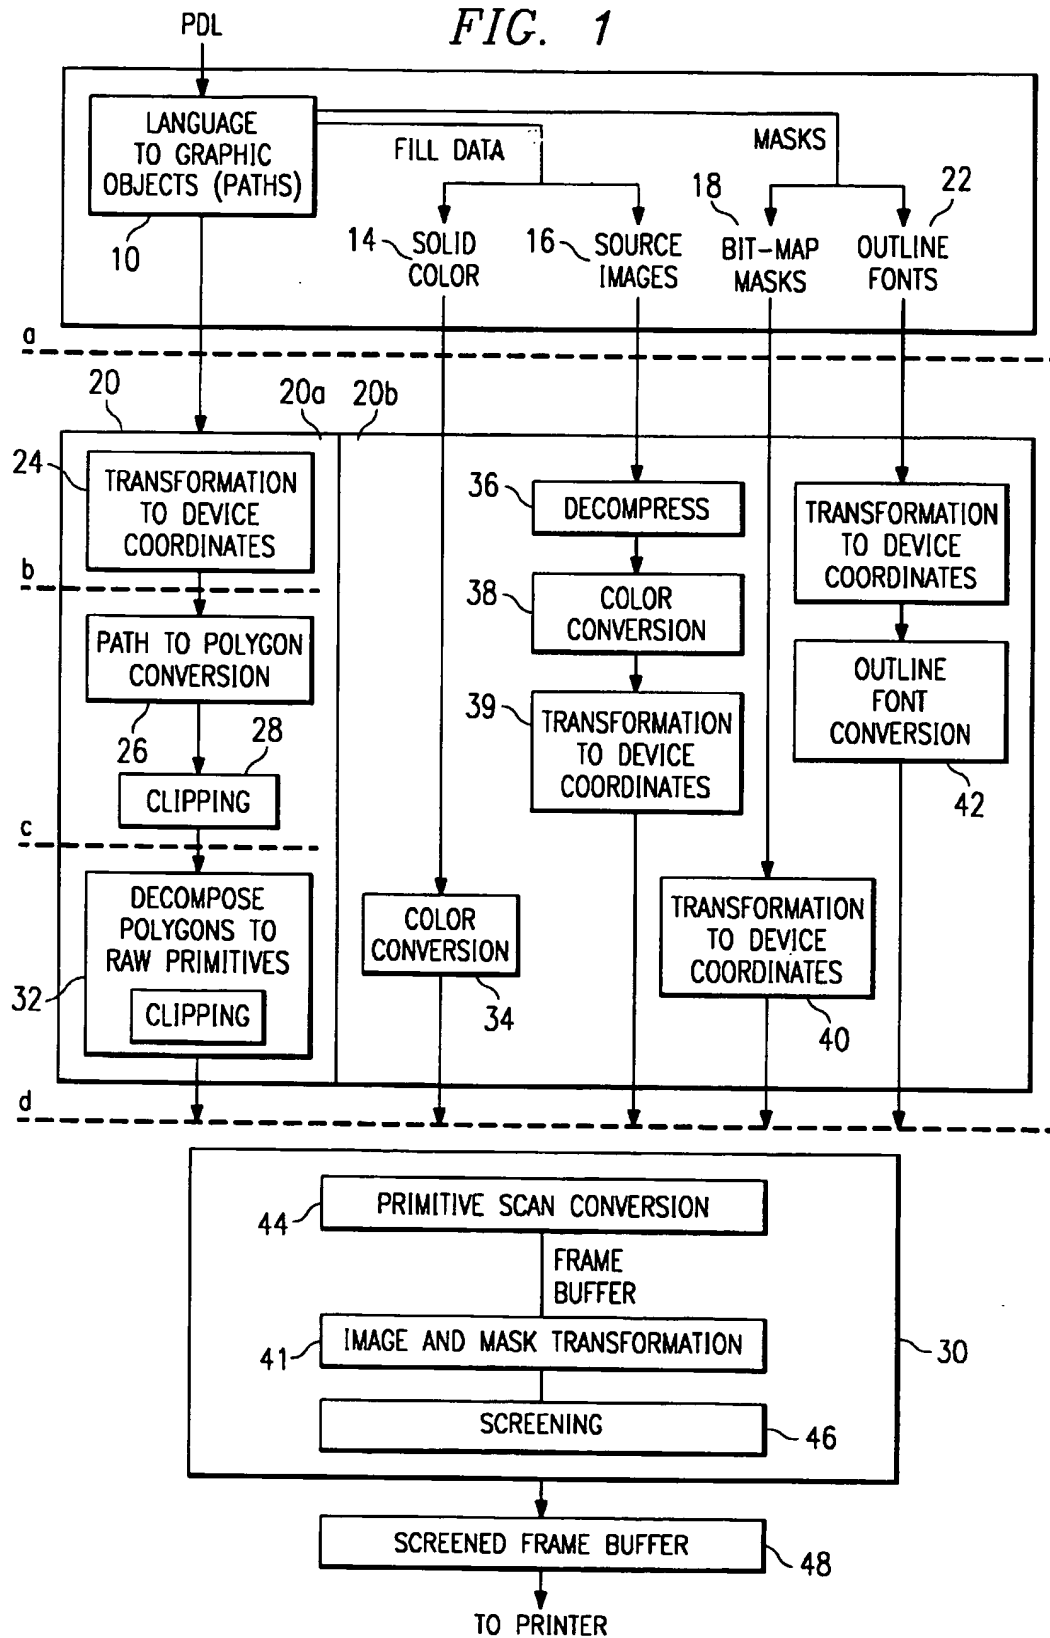 PDL
FIG. 1
LANGUAGE
TO GRAPHIC
OBJECTS (PATHS)
10
FILL DATA
MASKS
14
SOLID
COLOR
16
SOURCE
IMAGES
18
BIT-MAP
MASKS
22
OUTLINE
FONTS
a
20
20a
20b
24
TRANSFORMATION
TO DEVICE
COORDINATES
b
PATH TO POLYGON
CONVERSION
26
28
CLIPPING
c
DECOMPOSE
POLYGONS TO
RAW PRIMITIVES
32
CLIPPING
COLOR
CONVERSION
34
36
DECOMPRESS
38
COLOR
CONVERSION
39
TRANSFORMATION
TO DEVICE
COORDINATES
TRANSFORMATION
TO DEVICE
COORDINATES
40
TRANSFORMATION
TO DEVICE
COORDINATES
OUTLINE
FONT
CONVERSION
42
d
PRIMITIVE SCAN CONVERSION
44
FRAME
BUFFER
IMAGE AND MASK TRANSFORMATION
41
30
SCREENING
46
SCREENED FRAME BUFFER
48
TO PRINTER